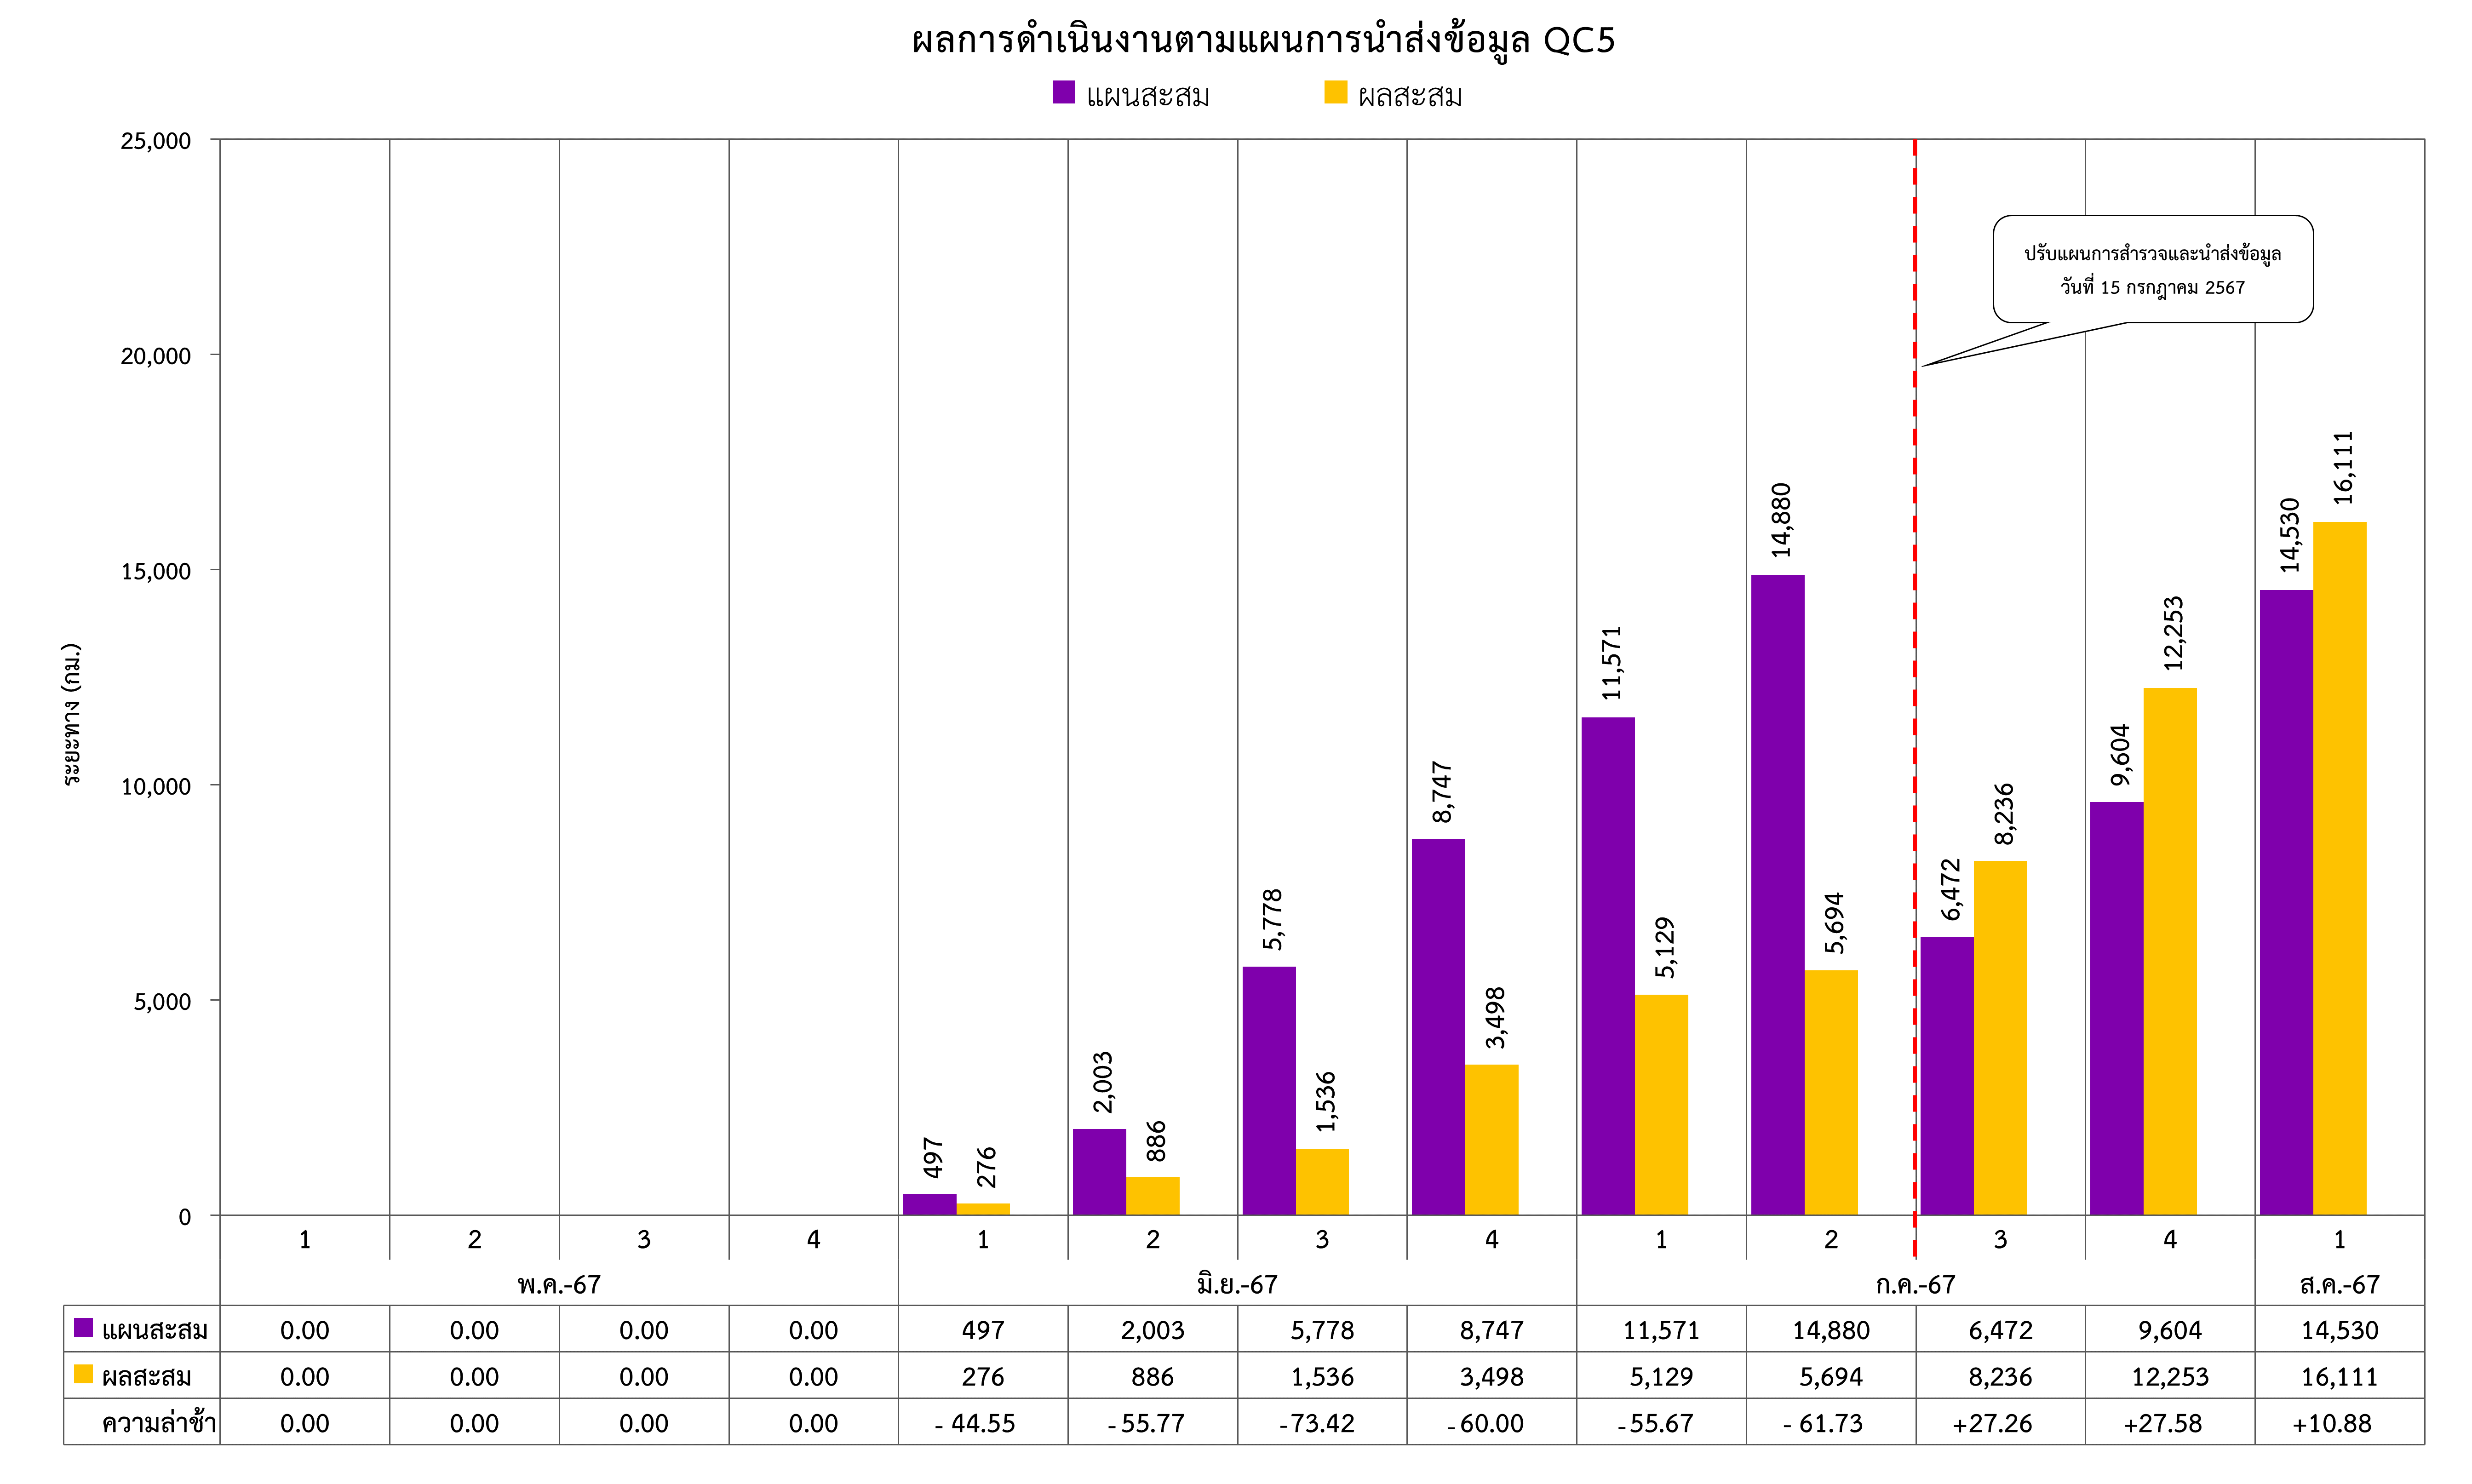 ผลการดำเนินงานตามแผนการนำส่งข้อมูล QC5
แผนสะสม ผลสะสม
25,000
20,000
15,000
10,000
5,000
0
ระยะทาง (กม.)
ปรับแผนการสำรวจและนำส่งข้อมูล
วันที่ 15 กรกฎาคม 2567
497 276 2,003 886 5,778 1,536 8,747 3,498 11,571 5,129 14,880 5,694 6,472 8,236 9,604 12,253 14,530 16,111
1 2 3 4 1 2 3 4 1 2 3 4 1
พ.ค.-67 มิ.ย.-67 ก.ค.-67 ส.ค.-67
แผนสะสม 0.00 0.00 0.00 0.00 497 2,003 5,778 8,747 11,571 14,880 6,472 9,604 14,530
ผลสะสม 0.00 0.00 0.00 0.00 276 886 1,536 3,498 5,129 5,694 8,236 12,253 16,111
ความล่าช้า 0.00 0.00 0.00 0.00 - 44.55 -55.77 -73.42 -60.00 -55.67 - 61.73 +27.26 +27.58 +10.88